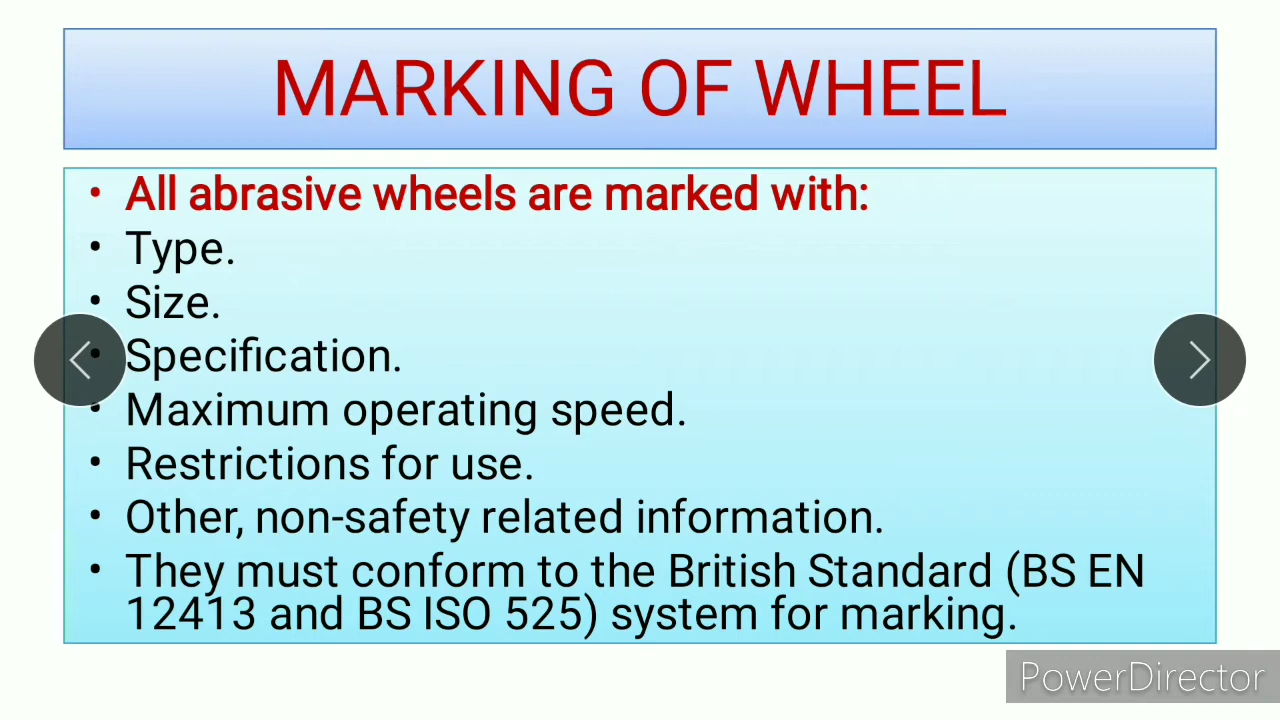 MARKING OF WHEEL
• All abrasive wheels are marked with:
• Type.
• Size.
• Specification.
• Maximum operating speed.
• Restrictions for use.
• Other, non-safety related information.
• They must conform to the British Standard (BS EN
12413 and BS ISO 525) system for marking.
PowerDirector